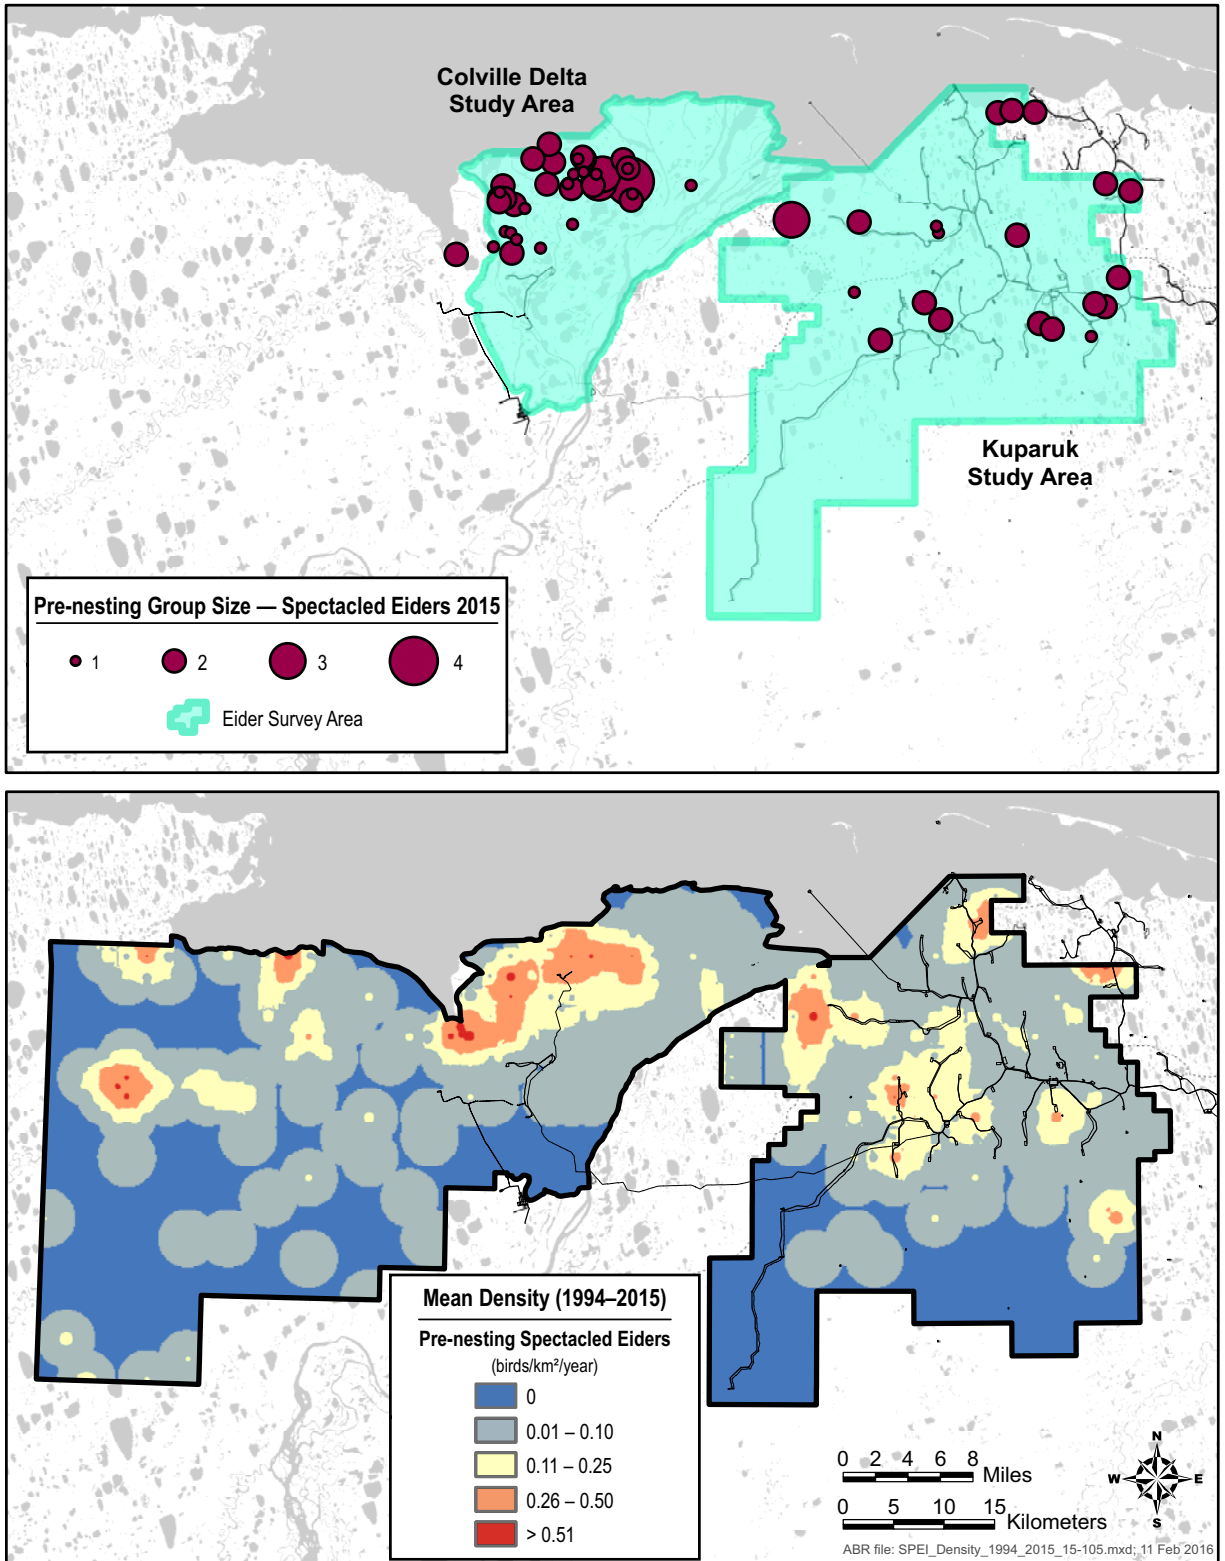 Colville Delta
Study Area
Kuparuk
Study Area
Pre-nesting Group Size — Spectacled Eiders 2015
1 2 3 4
Eider Survey Area
Mean Density (1994–2015)
Pre-nesting Spectacled Eiders
(birds/km²/year)
0
0.01 – 0.10
0.11 – 0.25
0.26 – 0.50
> 0.51
0 2 4 6 8
Miles
0 5 10 15
Kilometers
N
W E
S
ABR file: SPEI_Density_1994_2015_15-105.mxd; 11 Feb 2016